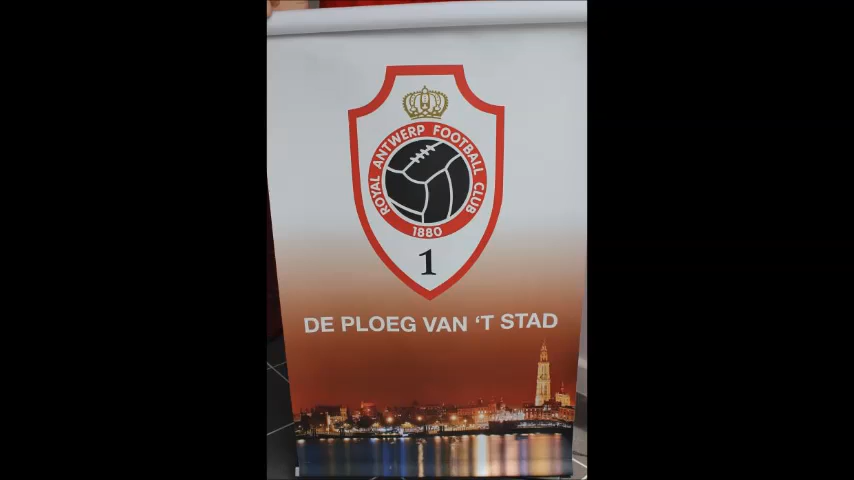 ROYAL ANTWERP FOOTBALL CLUB
1880
1
DE PLOEG VAN ‘T STAD